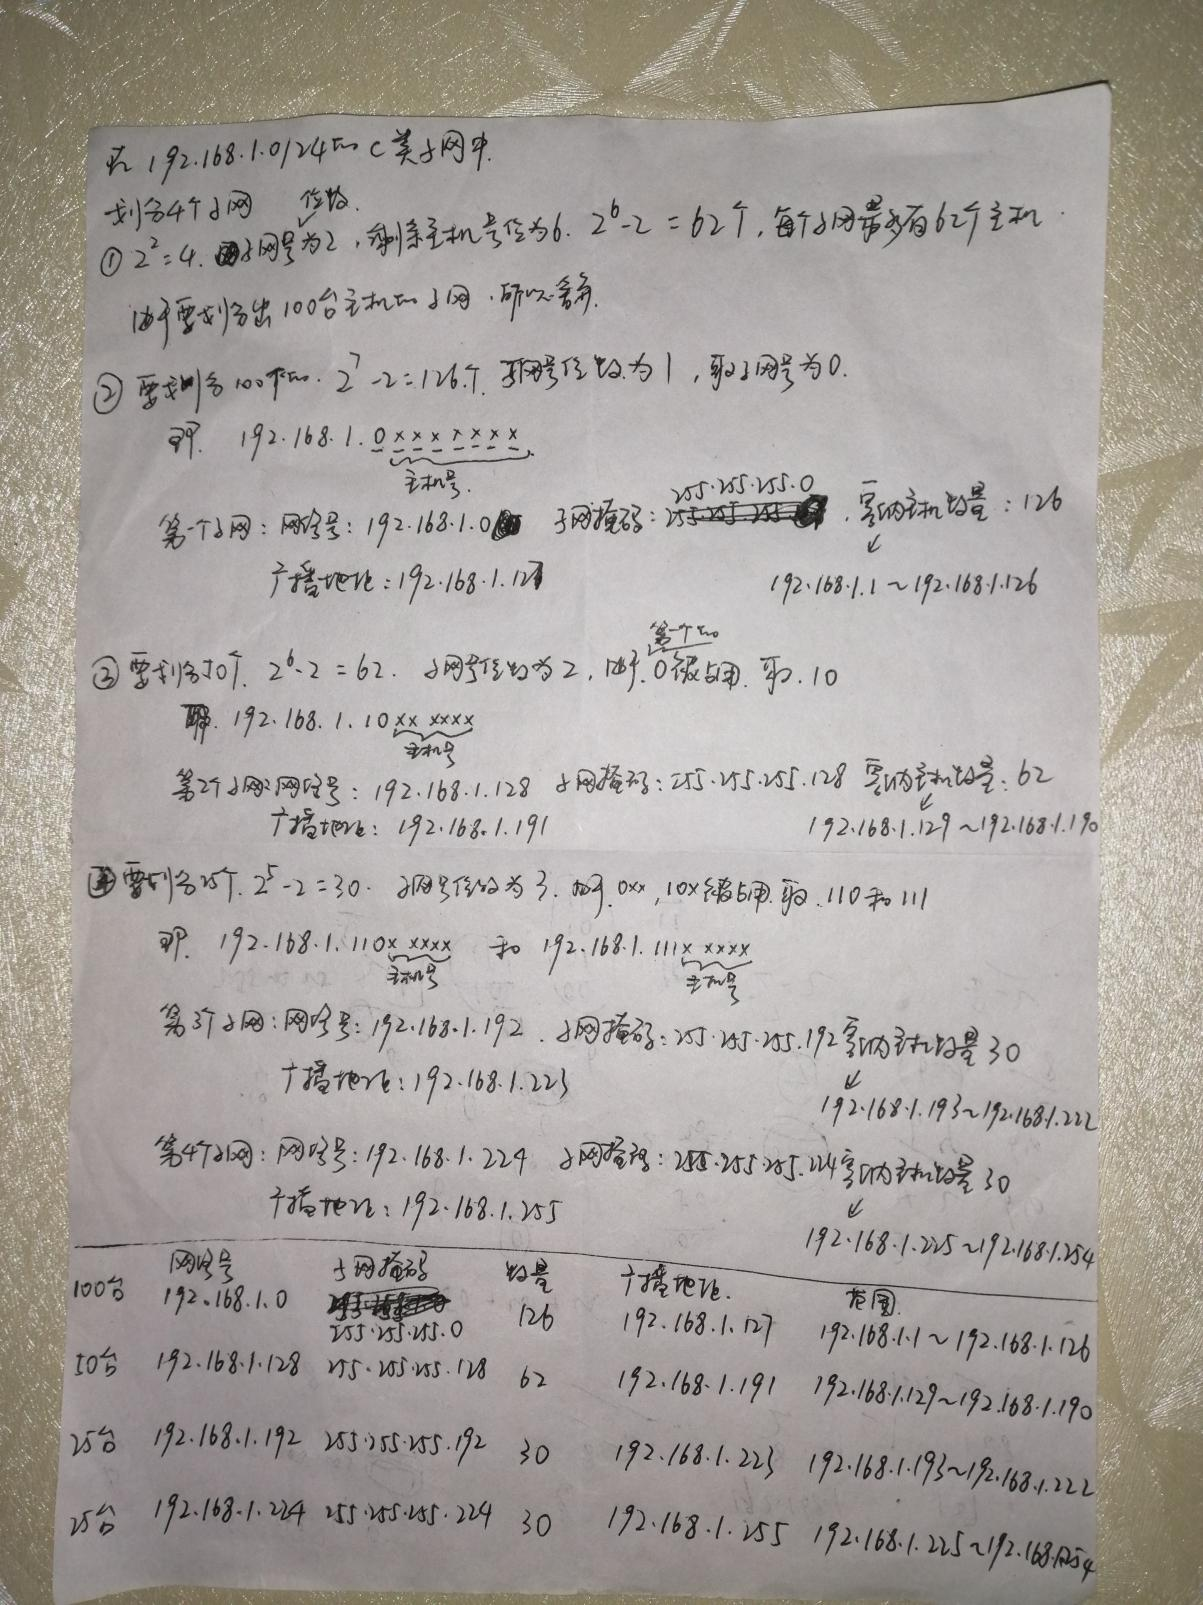 在 192.168.1.0/24 的 C 类子网中
划分4个子网 位数
① 2²=4. 子网号为2, 剩余主机号位为6. 2⁶-2=62个, 每个子网最多有62个主机.
由于要划分出100台主机的子网, 所以舍弃.
② 要划分100个的. 2⁷-2=126个. 子网号位数为1, 取子网号为0.
即. 192.168.1.0×××××××
主机号.
255.255.255.0
第一个子网: 网络号: 192.168.1.0 子网掩码: 255.255.255. , 容纳主机数量: 126
广播地址: 192.168.1.127 192.168.1.1~192.168.1.126
第一个的
③ 要划分50个. 2⁶-2=62. 子网号位数为2, 由于. 0被占用. 取. 10
即. 192.168.1.10×× ××××
主机号
第2个子网: 网络号: 192.168.1.128 子网掩码: 255.255.255.128 容纳主机数量: 62
广播地址: 192.168.1.191 192.168.1.129~192.168.1.190
④ 要划分25个. 2⁵-2=30. 子网号位数为3. 由于. 0××, 10×被占用. 取. 110和111
即. 192.168.1.110× ×××× 和 192.168.1.111× ××××
主机号 主机号
第3个子网: 网络号: 192.168.1.192. 子网掩码: 255.255.255.192 容纳主机数量 30
广播地址: 192.168.1.223
192.168.1.193~192.168.1.222
第4个子网: 网络号: 192.168.1.224 子网掩码: 255.255.255.224 容纳主机数量 30
广播地址: 192.168.1.255
192.168.1.225~192.168.1.254
网络号 子网掩码 数量 广播地址. 范围.
100台 192.168.1.0 255.255.255.0 126 192.168.1.127 192.168.1.1~192.168.1.126
50台 192.168.1.128 255.255.255.128 62 192.168.1.191 192.168.1.129~192.168.1.190
25台 192.168.1.192 255.255.255.192 30 192.168.1.223 192.168.1.193~192.168.1.222
25台 192.168.1.224 255.255.255.224 30 192.168.1.255 192.168.1.225~192.168.1.254